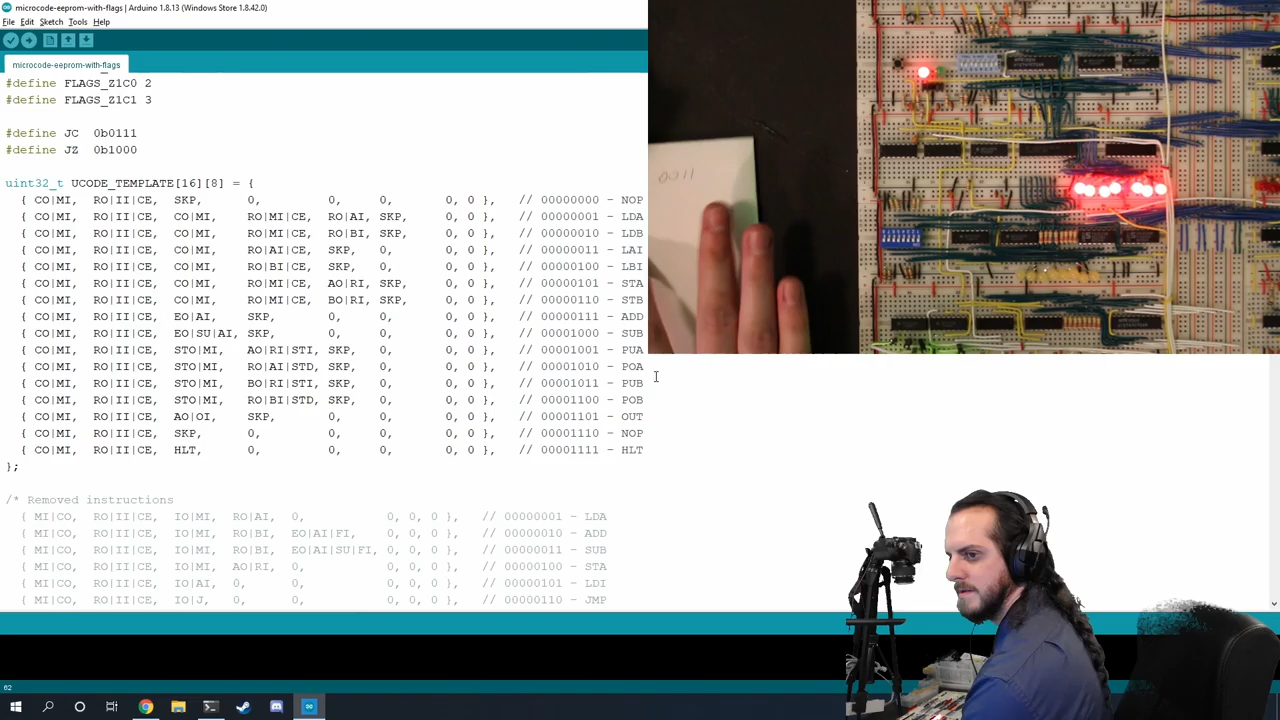 microcode-eeprom-with-flags | Arduino 1.8.13 (Windows Store 1.8.42.0)
File Edit Sketch Tools Help
microcode-eeprom-with-flags
#define FLAGS_Z1C0 2
#define FLAGS_Z1C1 3
#define JC 0b0111
#define JZ 0b1000
uint32_t UCODE_TEMPLATE[16][8] = {
{ CO|MI, RO|II|CE, SKP, 0, 0, 0, 0, 0 }, // 00000000 - NOP
{ CO|MI, RO|II|CE, CO|MI, RO|MI|CE, RO|AI, SKP, 0, 0 }, // 00000001 - LDA
{ CO|MI, RO|II|CE, CO|MI, RO|MI|CE, RO|BI, SKP, 0, 0 }, // 00000010 - LDB
{ CO|MI, RO|II|CE, CO|MI, RO|AI|CE, SKP, 0, 0, 0 }, // 00000011 - LAI
{ CO|MI, RO|II|CE, CO|MI, RO|BI|CE, SKP, 0, 0, 0 }, // 00000100 - LBI
{ CO|MI, RO|II|CE, CO|MI, RO|MI|CE, AO|RI, SKP, 0, 0 }, // 00000101 - STA
{ CO|MI, RO|II|CE, CO|MI, RO|MI|CE, BO|RI, SKP, 0, 0 }, // 00000110 - STB
{ CO|MI, RO|II|CE, EO|AI, SKP, 0, 0, 0, 0 }, // 00000111 - ADD
{ CO|MI, RO|II|CE, EO|SU|AI, SKP, 0, 0, 0, 0 }, // 00001000 - SUB
{ CO|MI, RO|II|CE, STO|MI, AO|RI|STI, SKP, 0, 0, 0 }, // 00001001 - PUA
{ CO|MI, RO|II|CE, STO|MI, RO|AI|STD, SKP, 0, 0, 0 }, // 00001010 - POA
{ CO|MI, RO|II|CE, STO|MI, BO|RI|STI, SKP, 0, 0, 0 }, // 00001011 - PUB
{ CO|MI, RO|II|CE, STO|MI, RO|BI|STD, SKP, 0, 0, 0 }, // 00001100 - POB
{ CO|MI, RO|II|CE, AO|OI, SKP, 0, 0, 0, 0 }, // 00001101 - OUT
{ CO|MI, RO|II|CE, SKP, 0, 0, 0, 0, 0 }, // 00001110 - NOP
{ CO|MI, RO|II|CE, HLT, 0, 0, 0, 0, 0 }, // 00001111 - HLT
};
/* Removed instructions
{ MI|CO, RO|II|CE, IO|MI, RO|AI, 0, 0, 0, 0 }, // 00000001 - LDA
{ MI|CO, RO|II|CE, IO|MI, RO|BI, EO|AI|FI, 0, 0, 0 }, // 00000010 - ADD
{ MI|CO, RO|II|CE, IO|MI, RO|BI, EO|AI|SU|FI, 0, 0, 0 }, // 00000011 - SUB
{ MI|CO, RO|II|CE, IO|MI, AO|RI, 0, 0, 0, 0 }, // 00000100 - STA
{ MI|CO, RO|II|CE, IO|AI, 0, 0, 0, 0, 0 }, // 00000101 - LDI
{ MI|CO, RO|II|CE, IO|J, 0, 0, 0, 0, 0 }, // 00000110 - JMP
62